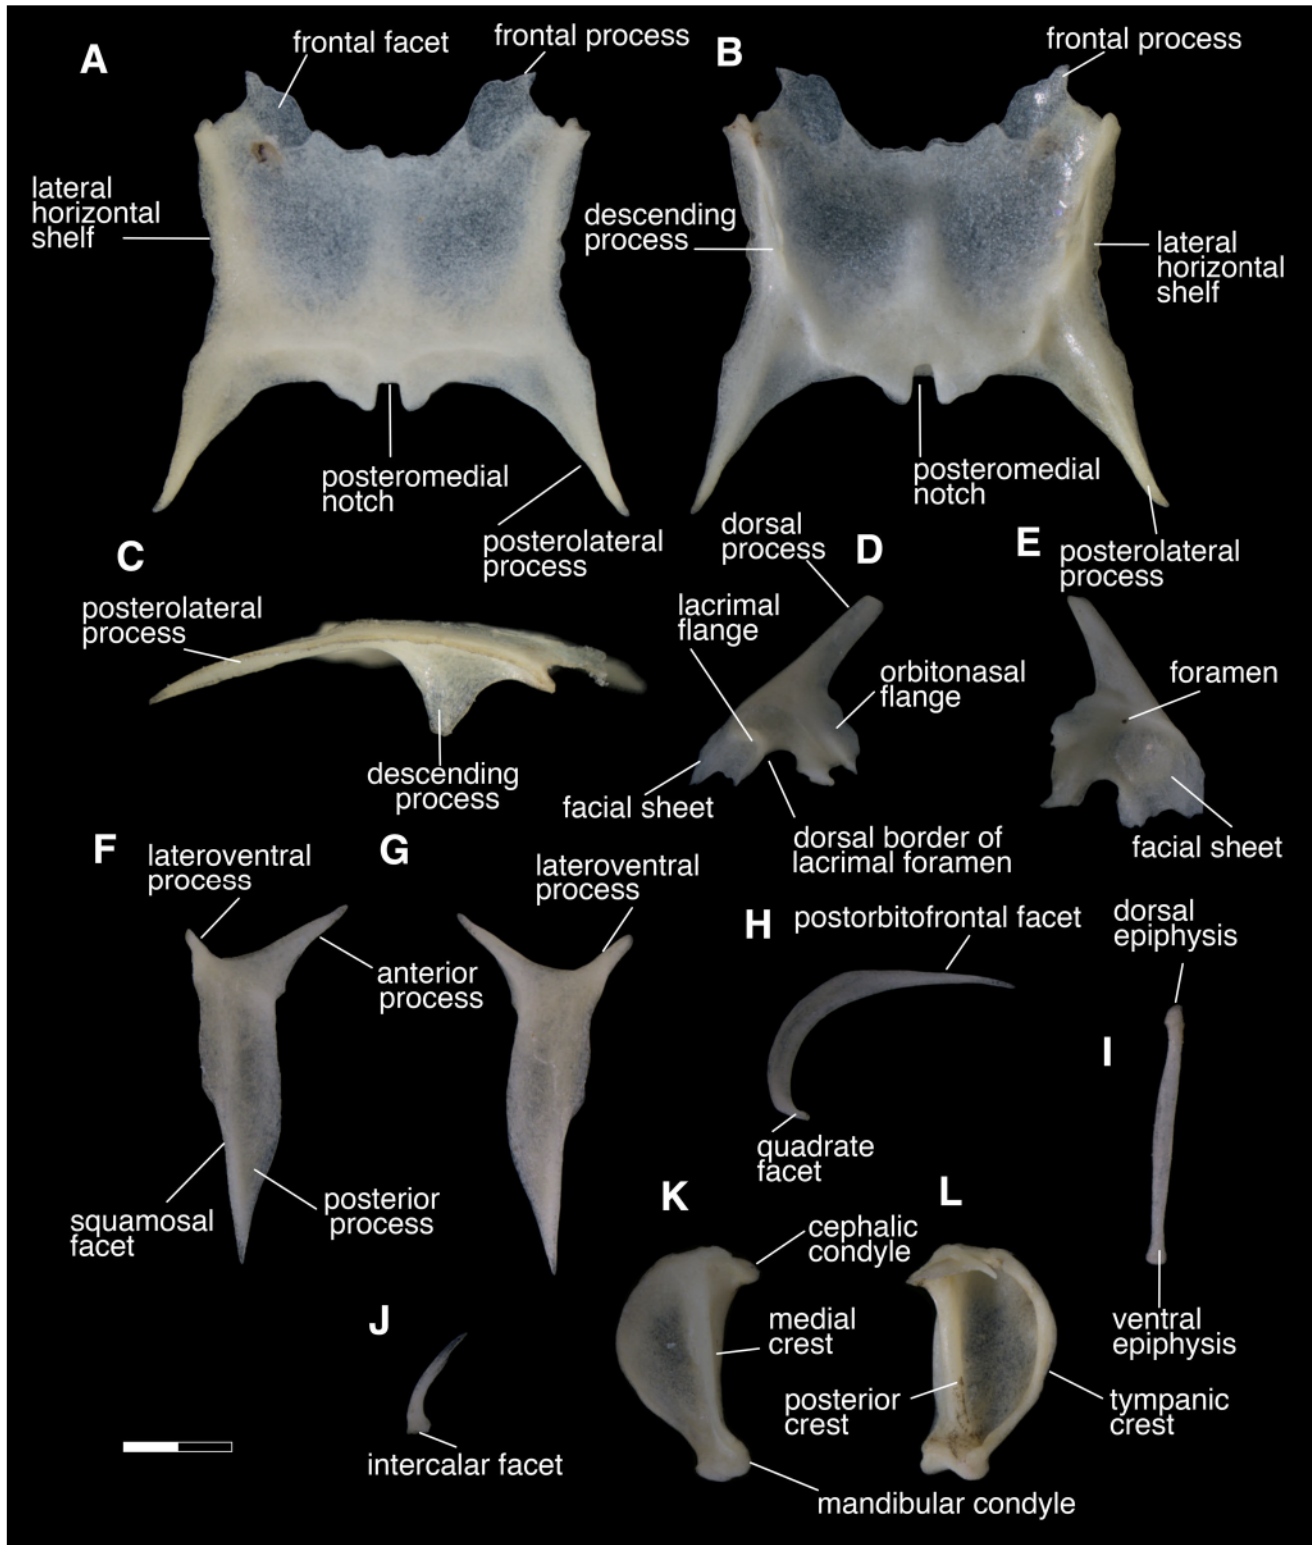 A
frontal facet
frontal process
B
frontal process
lateral
horizontal
shelf
descending
process
lateral
horizontal
shelf
posteromedial
notch
posterolateral
process
posteromedial
notch
posterolateral
process
C
posterolateral
process
descending
process
dorsal
process
D
lacrimal
flange
orbitonasal
flange
facial sheet
dorsal border of
lacrimal foramen
E
foramen
facial sheet
F
lateroventral
process
anterior
process
squamosal
facet
posterior
process
G
lateroventral
process
H
postorbitofrontal facet
quadrate
facet
dorsal
epiphysis
I
ventral
epiphysis
J
intercalar facet
K
cephalic
condyle
medial
crest
L
posterior
crest
tympanic
crest
mandibular condyle